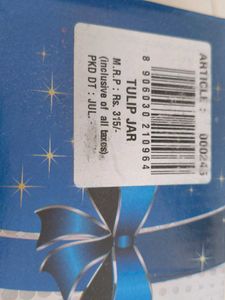 ARTICLE : 000245
8 906030 210964
TULIP JAR
M.R.P : Rs. 315/-
(inclusive of all taxes)
PKD DT : JUL.